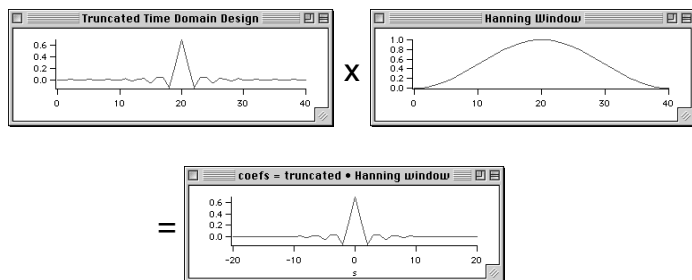 Truncated Time Domain Design
0.6
0.4
0.2
0.0
0 10 20 30 40
x
Hanning Window
1.0
0.8
0.6
0.4
0.2
0.0
0 10 20 30 40
=
coefs = truncated • Hanning window
0.6
0.4
0.2
0.0
-20 -10 0 10 20
s